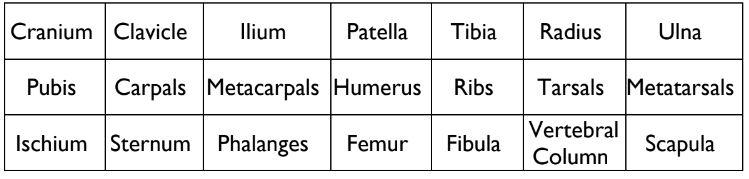 Cranium Clavicle Ilium Patella Tibia Radius Ulna
Pubis Carpals Metacarpals Humerus Ribs Tarsals Metatarsals
Ischium Sternum Phalanges Femur Fibula Vertebral Column Scapula